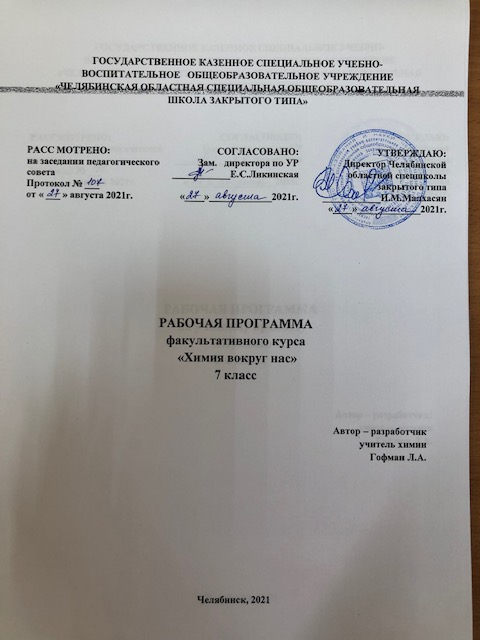 ГОСУДАРСТВЕННОЕ КАЗЕННОЕ СПЕЦИАЛЬНОЕ УЧЕБНО-
ВОСПИТАТЕЛЬНОЕ ОБЩЕОБРАЗОВАТЕЛЬНОЕ УЧРЕЖДЕНИЕ
«ЧЕЛЯБИНСКАЯ ОБЛАСТНАЯ СПЕЦИАЛЬНАЯ ОБЩЕОБРАЗОВАТЕЛЬНАЯ
ШКОЛА ЗАКРЫТОГО ТИПА»
РАСС МОТРЕНО:
на заседании педагогического
совета
Протокол № 107
от « 27 » августа 2021г.
СОГЛАСОВАНО:
Зам. директора по УР
Е.С.Ликинская
« 27 » августа 2021г.
УТВЕРЖДАЮ:
Директор Челябинской
областной спецшколы
закрытого типа
« 27 » августа 2021г.
РАБОЧАЯ ПРОГРАММА
факультативного курса
«Химия вокруг нас»
7 класс
Автор – разработчик
учитель химии
Гофман Л.А.
Челябинск, 2021